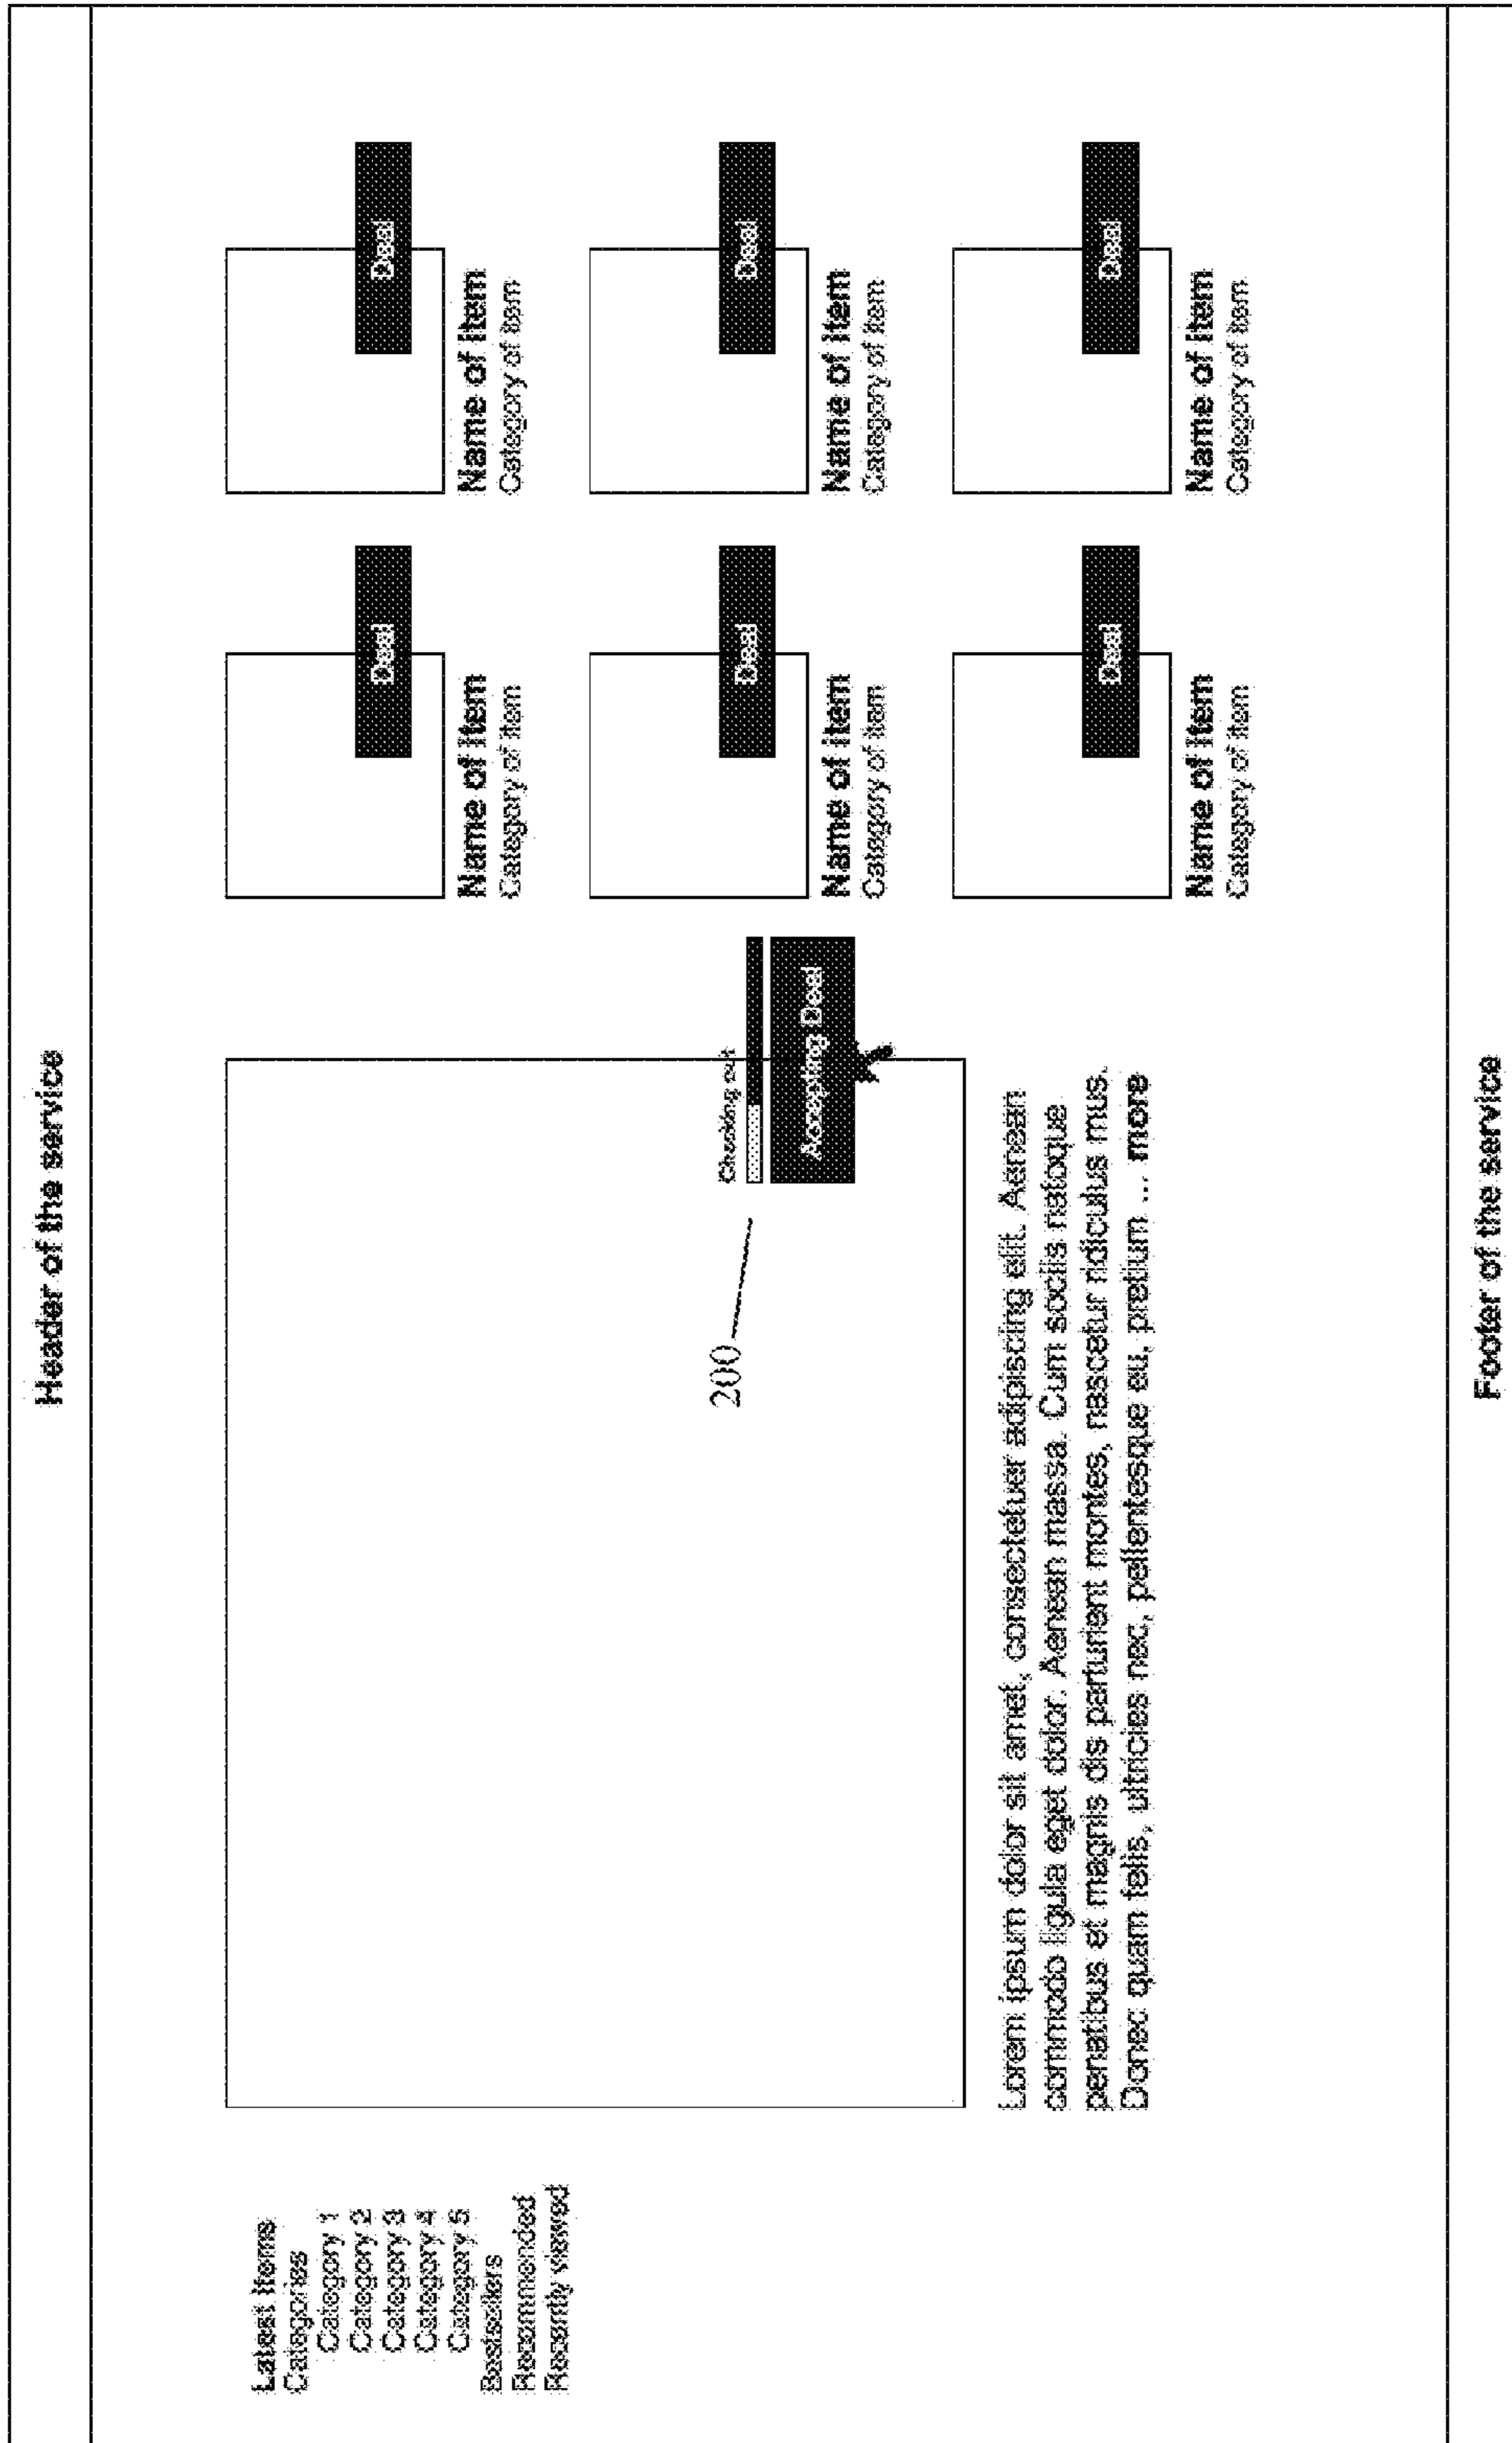 Header of the service
Latest items
Categories
Category 1
Category 2
Category 3
Category 4
Category 5
Bestsellers
Recommended
Recently viewed
200
Checking out
Accepting Deal
Lorem ipsum dolor sit amet, consectetuer adipiscing elit. Aenean
commodo ligula eget dolor. Aenean massa. Cum sociis natoque
penatibus et magnis dis parturient montes, nascetur ridiculus mus.
Donec quam felis, ultricies nec, pellentesque eu, pretium ... more
Deal
Name of item
Category of item
Deal
Name of item
Category of item
Deal
Name of item
Category of item
Deal
Name of item
Category of item
Deal
Name of item
Category of item
Deal
Name of item
Category of item
Footer of the service